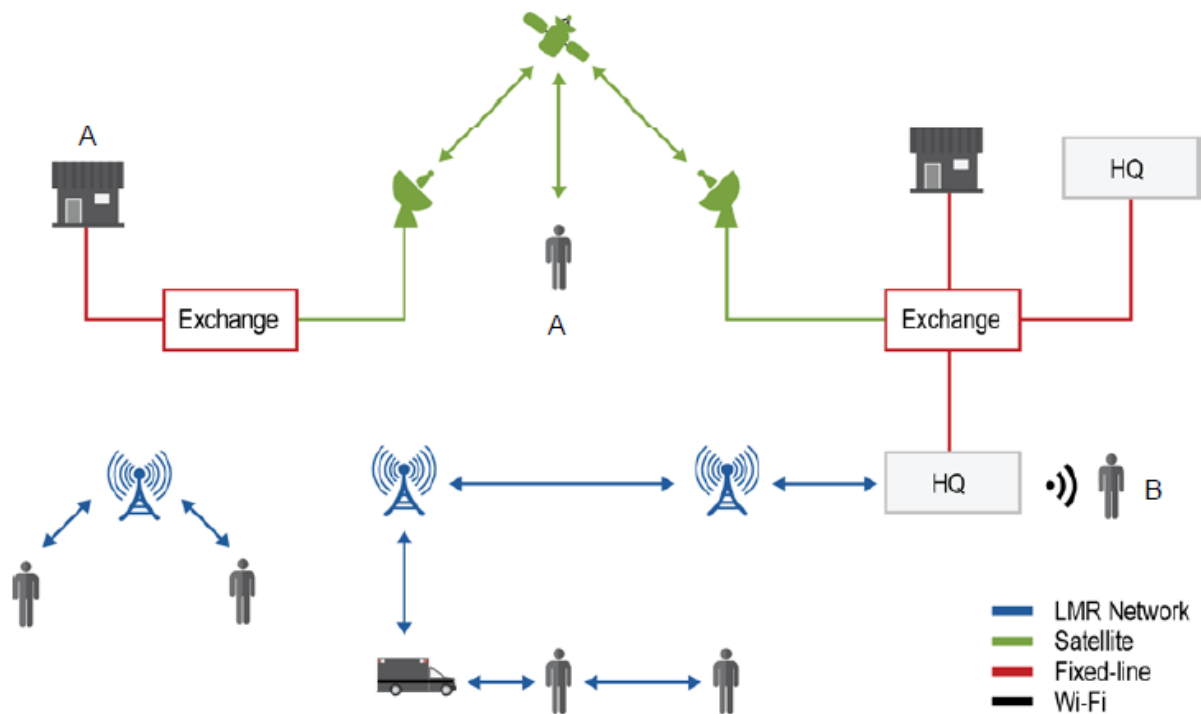 A
HQ
Exchange
A
Exchange
HQ
B
LMR Network
Satellite
Fixed-line
Wi-Fi